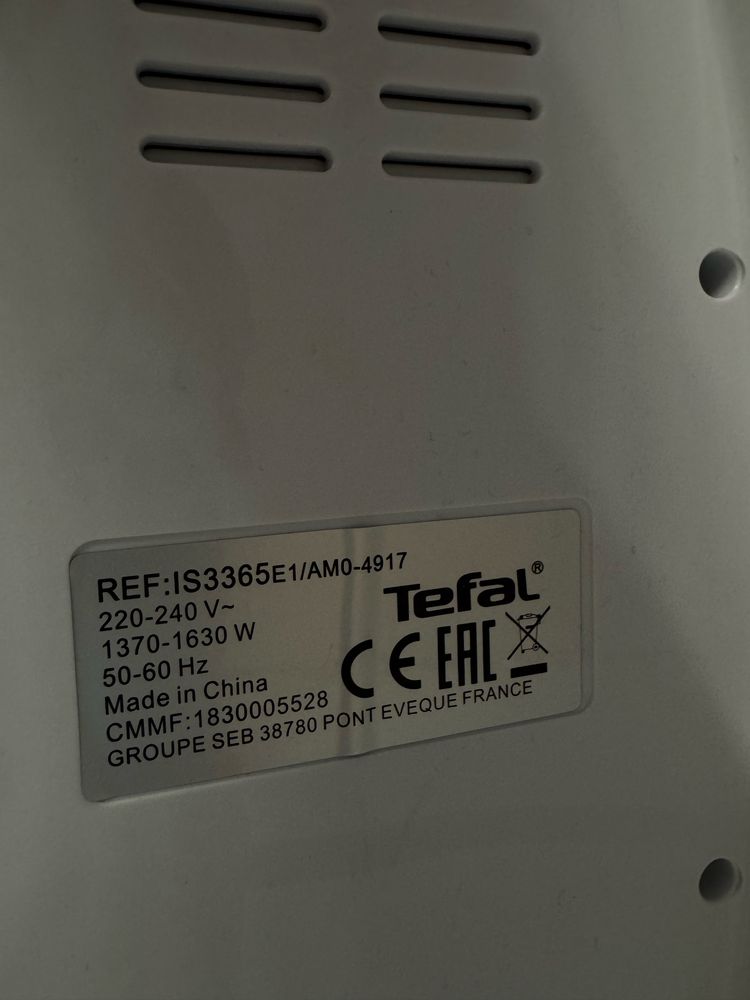 REF:IS3365E1/AM0-4917
220-240 V~
1370-1630 W
50-60 Hz
Made in China
CMMF:1830005528
GROUPE SEB 38780 PONT EVEQUE FRANCE
Tefal®
CE EAC